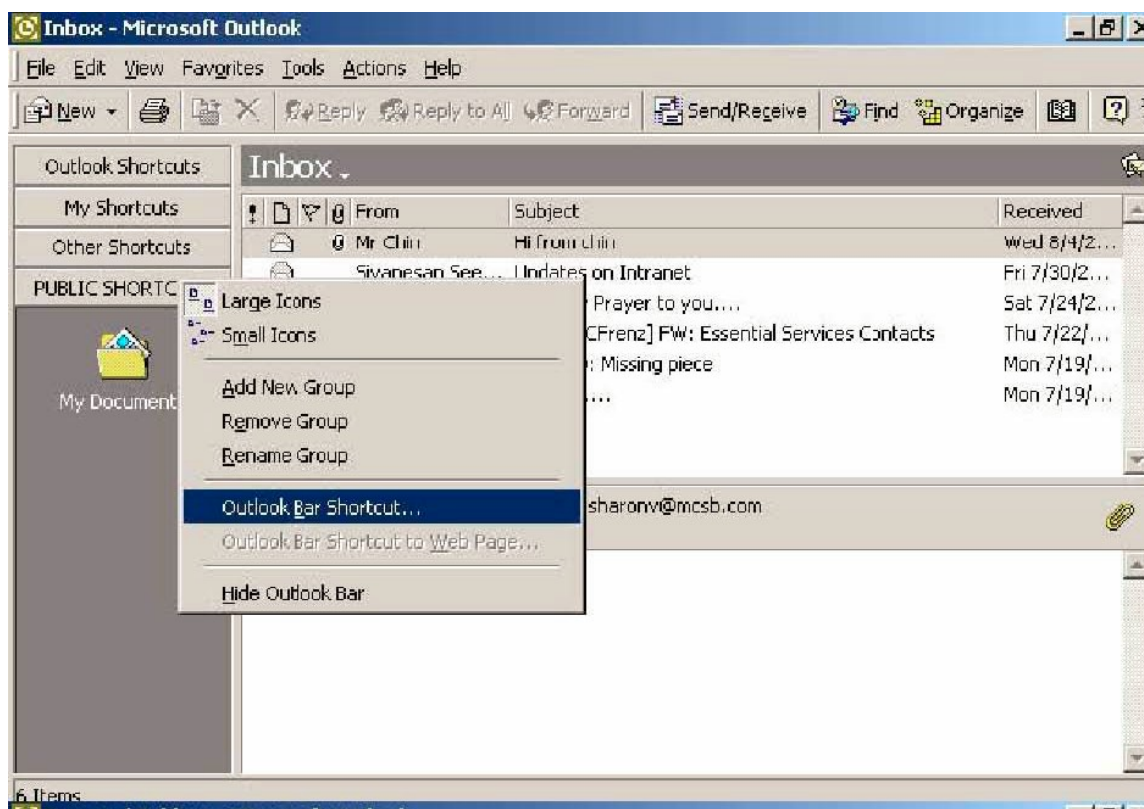 Inbox - Microsoft Outlook
File Edit View Favorites Tools Actions Help
New Reply Reply to All Forward Send/Receive Find Organize
Outlook Shortcuts
My Shortcuts
Other Shortcuts
PUBLIC SHORTC
My Document
Inbox
From Subject Received
Mr Chin Hi from chin Wed 8/4/2...
Sivanesan See... Updates on Intranet Fri 7/30/2...
Prayer to you.... Sat 7/24/2...
CFrenz] FW: Essential Services Contacts Thu 7/22/...
: Missing piece Mon 7/19/...
.... Mon 7/19/...
Large Icons
Small Icons
Add New Group
Remove Group
Rename Group
Outlook Bar Shortcut...
Outlook Bar Shortcut to Web Page...
Hide Outlook Bar
sharonv@mcsb.com
6 Items